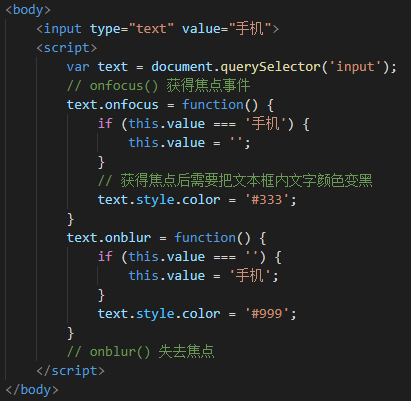 <body>
<input type="text" value="手机">
<script>
var text = document.querySelector('input');
// onfocus() 获得焦点事件
text.onfocus = function() {
if (this.value === '手机') {
this.value = '';
}
// 获得焦点后需要把文本框内文字颜色变黑
text.style.color = '#333';
}
text.onblur = function() {
if (this.value === '') {
this.value = '手机';
}
text.style.color = '#999';
}
// onblur() 失去焦点
</script>
</body>